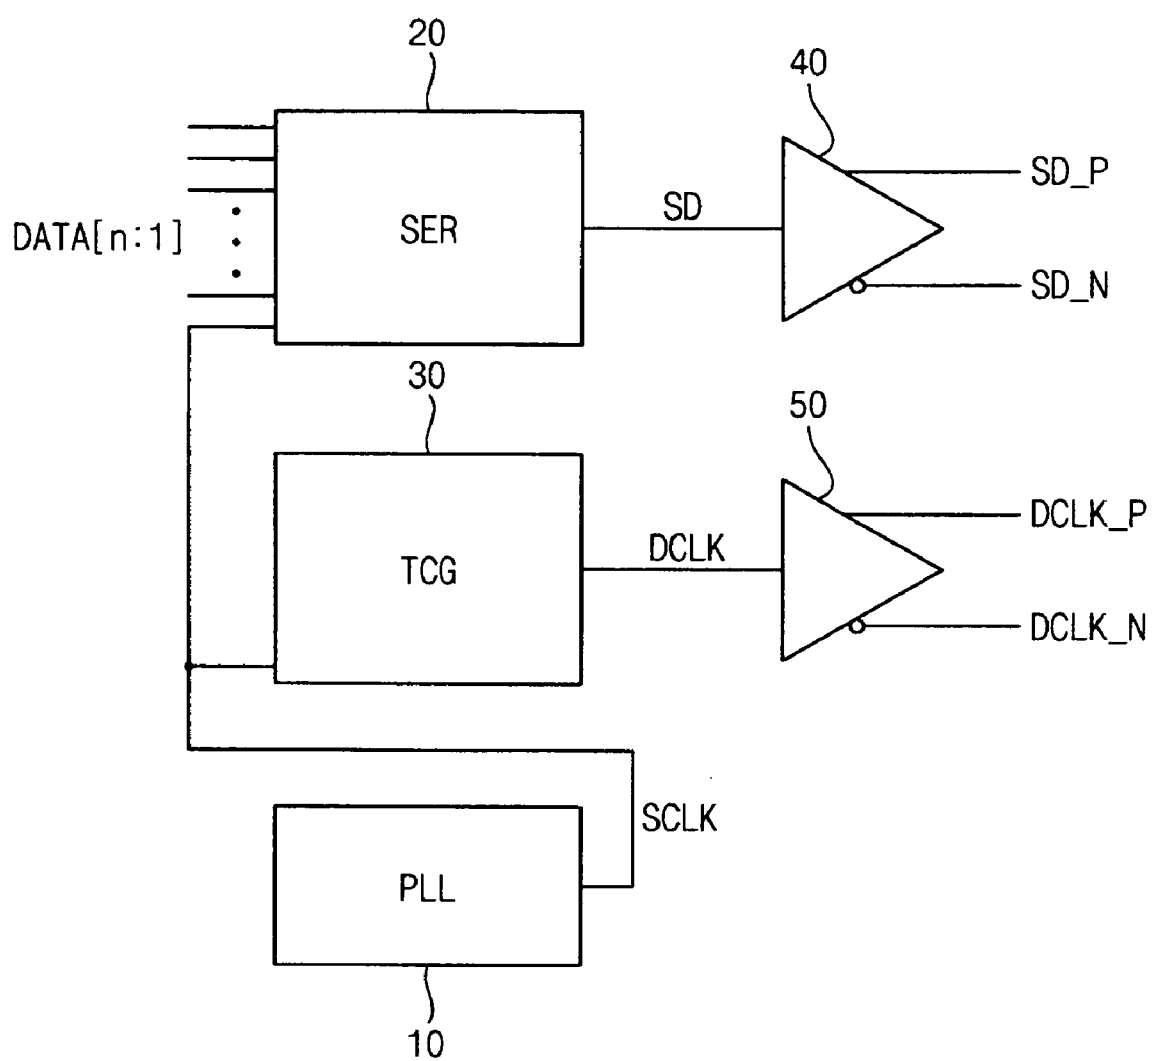 20
40
SD_P
SER
SD
DATA[n:1]
SD_N
30
50
DCLK_P
TCG
DCLK
DCLK_N
SCLK
PLL
10